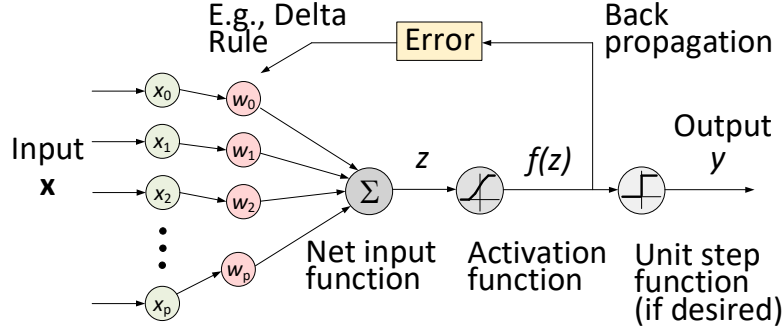 E.g., Delta
Rule
Error
Back
propagation
Input
x
x0
x1
x2
xp
w0
w1
w2
wp
Σ
z
f(z)
Output
y
Net input
function
Activation
function
Unit step
function
(if desired)